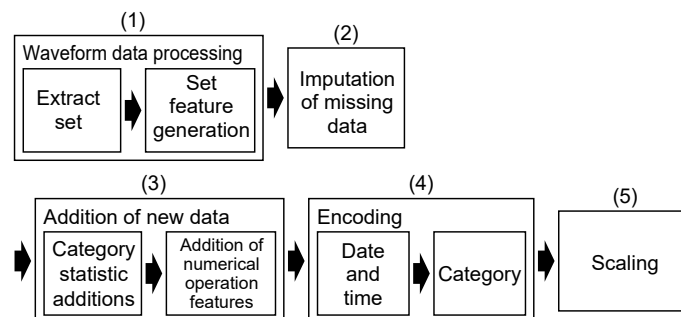 (1)
Waveform data processing
Extract
set
Set
feature
generation
(2)
Imputation
of missing
data
(3)
Addition of new data
Category
statistic
additions
Addition of
numerical
operation
features
(4)
Encoding
Date
and
time
Category
(5)
Scaling